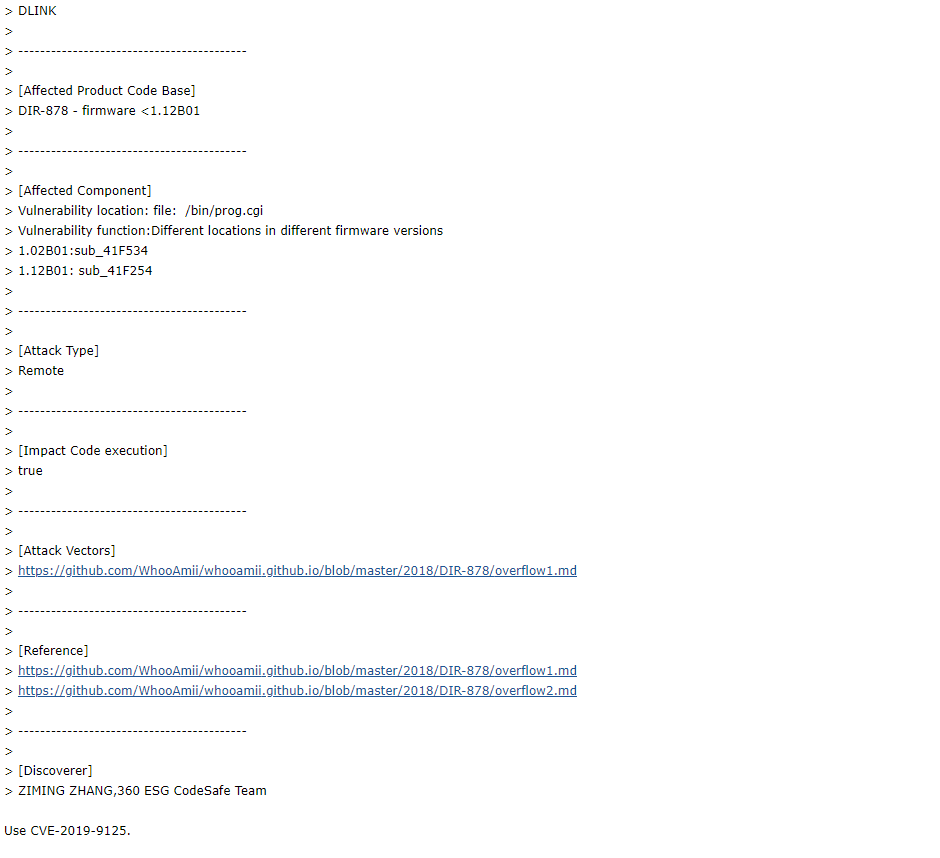 > DLINK
>
> ------------------------------------------
>
> [Affected Product Code Base]
> DIR-878 - firmware <1.12B01
>
> ------------------------------------------
>
> [Affected Component]
> Vulnerability location: file:  /bin/prog.cgi
> Vulnerability function:Different locations in different firmware versions
> 1.02B01:sub_41F534
> 1.12B01: sub_41F254
>
> ------------------------------------------
>
> [Attack Type]
> Remote
>
> ------------------------------------------
>
> [Impact Code execution]
> true
>
> ------------------------------------------
>
> [Attack Vectors]
> https://github.com/WhooAmii/whooamii.github.io/blob/master/2018/DIR-878/overflow1.md
>
> ------------------------------------------
>
> [Reference]
> https://github.com/WhooAmii/whooamii.github.io/blob/master/2018/DIR-878/overflow1.md
> https://github.com/WhooAmii/whooamii.github.io/blob/master/2018/DIR-878/overflow2.md
>
> ------------------------------------------
>
> [Discoverer]
> ZIMING ZHANG,360 ESG CodeSafe Team

Use CVE-2019-9125.